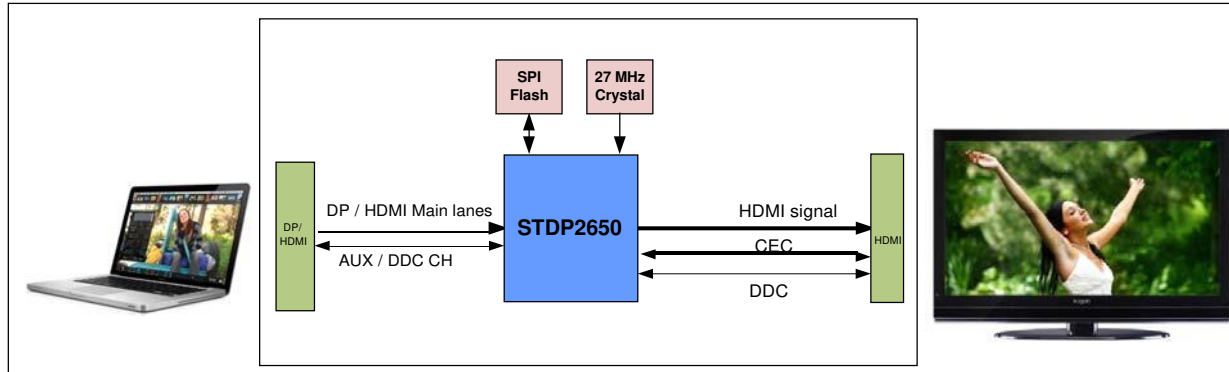 SPI
Flash
27 MHz
Crystal
DP/
HDMI
DP / HDMI Main lanes
AUX / DDC CH
STDP2650
HDMI signal
CEC
DDC
HDMI
kogan